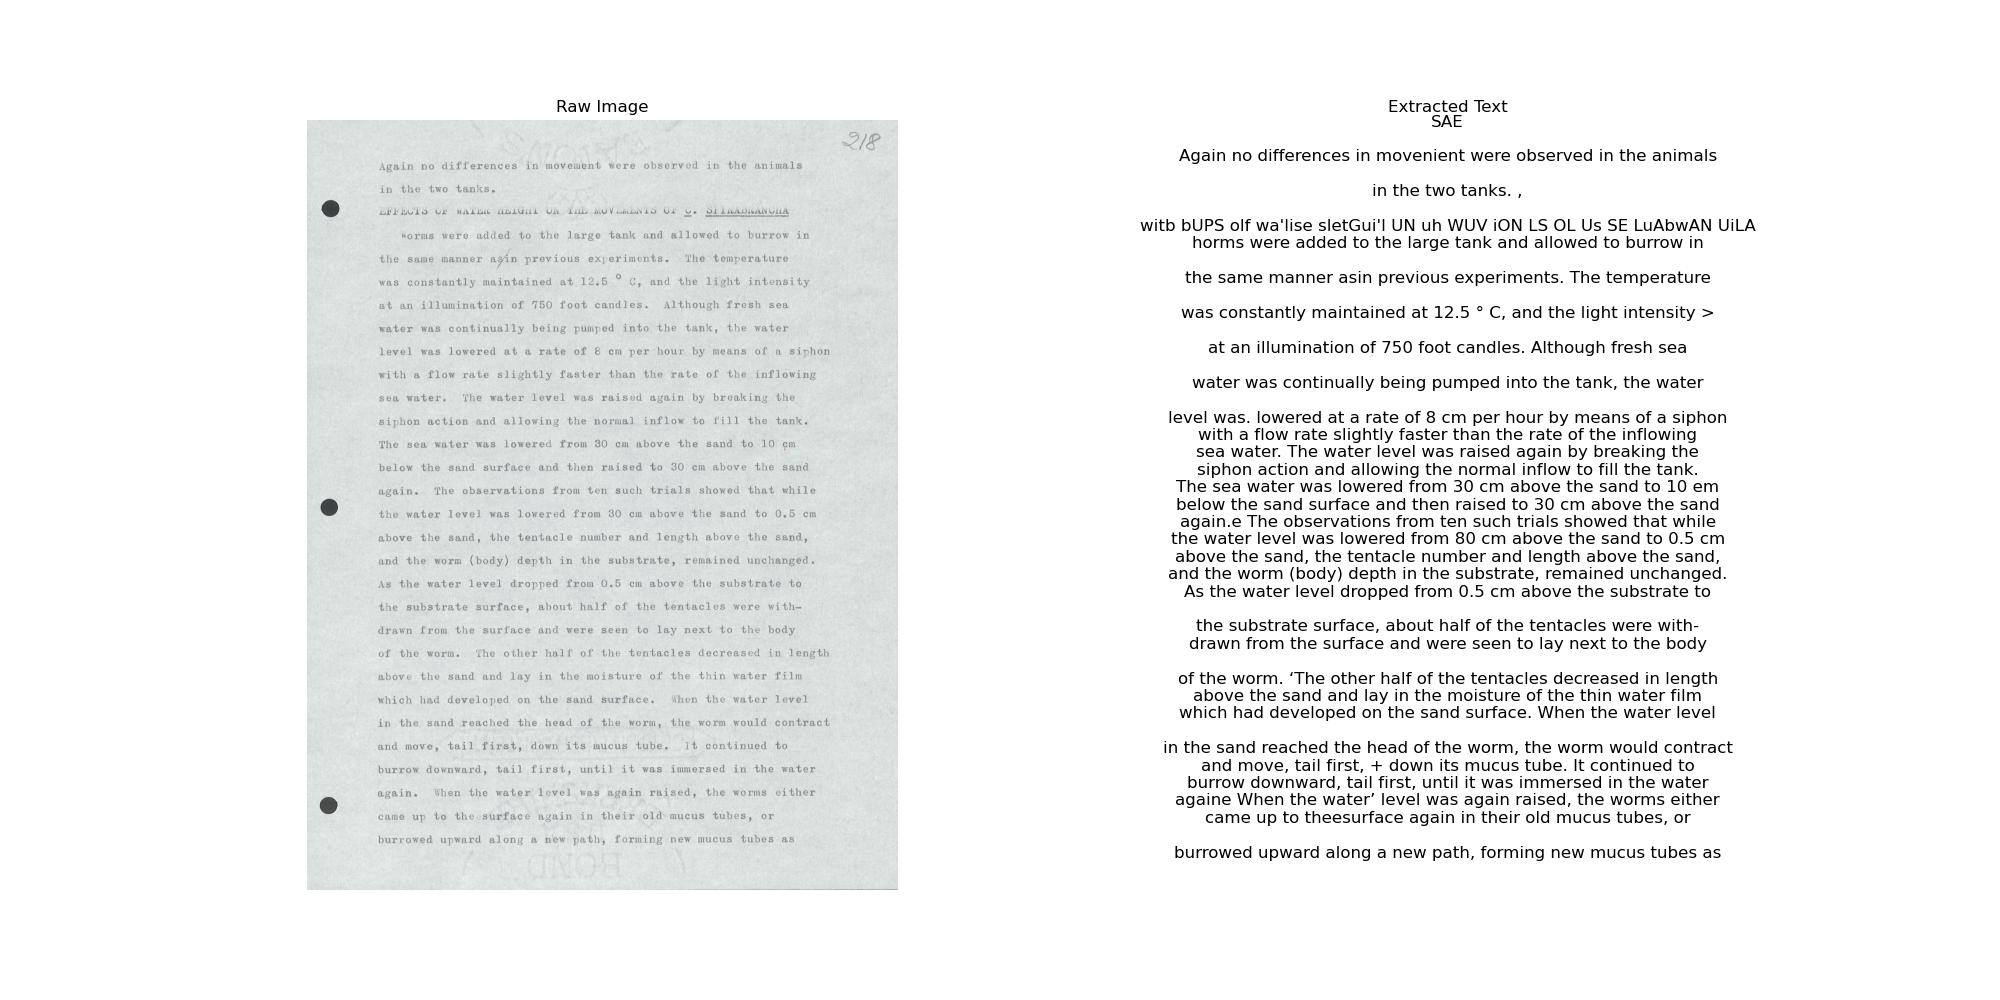 Raw Image
218
Again no differences in movement were observed in the animals
in the two tanks.
EFFECTS OF WATER HEIGHT ON THE MOVEMENTS OF C. SPIRABRANCHA
"orms were added to the large tank and allowed to burrow in
the same manner as/in previous experiments.  The temperature
was constantly maintained at 12.5 ° C, and the light intensity
at an illumination of 750 foot candles.  Although fresh sea
water was continually being pumped into the tank, the water
level was lowered at a rate of 8 cm per hour by means of a siphon
with a flow rate slightly faster than the rate of the inflowing
sea water.  The water level was raised again by breaking the
siphon action and allowing the normal inflow to fill the tank.
The sea water was lowered from 30 cm above the sand to 10 cm
below the sand surface and then raised to 30 cm above the sand
again.  The observations from ten such trials showed that while
the water level was lowered from 30 cm above the sand to 0.5 cm
above the sand, the tentacle number and length above the sand,
and the worm (body) depth in the substrate, remained unchanged.
As the water level dropped from 0.5 cm above the substrate to
the substrate surface, about half of the tentacles were with-
drawn from the surface and were seen to lay next to the body
of the worm.  The other half of the tentacles decreased in length
above the sand and lay in the moisture of the thin water film
which had developed on the sand surface.  When the water level
in the sand reached the head of the worm, the worm would contract
and move, tail first, down its mucus tube.  It continued to
burrow downward, tail first, until it was immersed in the water
again.  When the water level was again raised, the worms either
came up to the surface again in their old mucus tubes, or
burrowed upward along a new path, forming new mucus tubes as
BOND
Extracted Text
SAE
Again no differences in movenient were observed in the animals
in the two tanks. ,
witb bUPS olf wa'lise sletGui'l UN uh WUV iON LS OL Us SE LuAbwAN UiLA
horms were added to the large tank and allowed to burrow in
the same manner asin previous experiments. The temperature
was constantly maintained at 12.5 ° C, and the light intensity >
at an illumination of 750 foot candles. Although fresh sea
water was continually being pumped into the tank, the water
level was. lowered at a rate of 8 cm per hour by means of a siphon
with a flow rate slightly faster than the rate of the inflowing
sea water. The water level was raised again by breaking the
siphon action and allowing the normal inflow to fill the tank.
The sea water was lowered from 30 cm above the sand to 10 em
below the sand surface and then raised to 30 cm above the sand
again.e The observations from ten such trials showed that while
the water level was lowered from 80 cm above the sand to 0.5 cm
above the sand, the tentacle number and length above the sand,
and the worm (body) depth in the substrate, remained unchanged.
As the water level dropped from 0.5 cm above the substrate to
the substrate surface, about half of the tentacles were with-
drawn from the surface and were seen to lay next to the body
of the worm. ‘The other half of the tentacles decreased in length
above the sand and lay in the moisture of the thin water film
which had developed on the sand surface. When the water level
in the sand reached the head of the worm, the worm would contract
and move, tail first, + down its mucus tube. It continued to
burrow downward, tail first, until it was immersed in the water
againe When the water’ level was again raised, the worms either
came up to theesurface again in their old mucus tubes, or
burrowed upward along a new path, forming new mucus tubes as